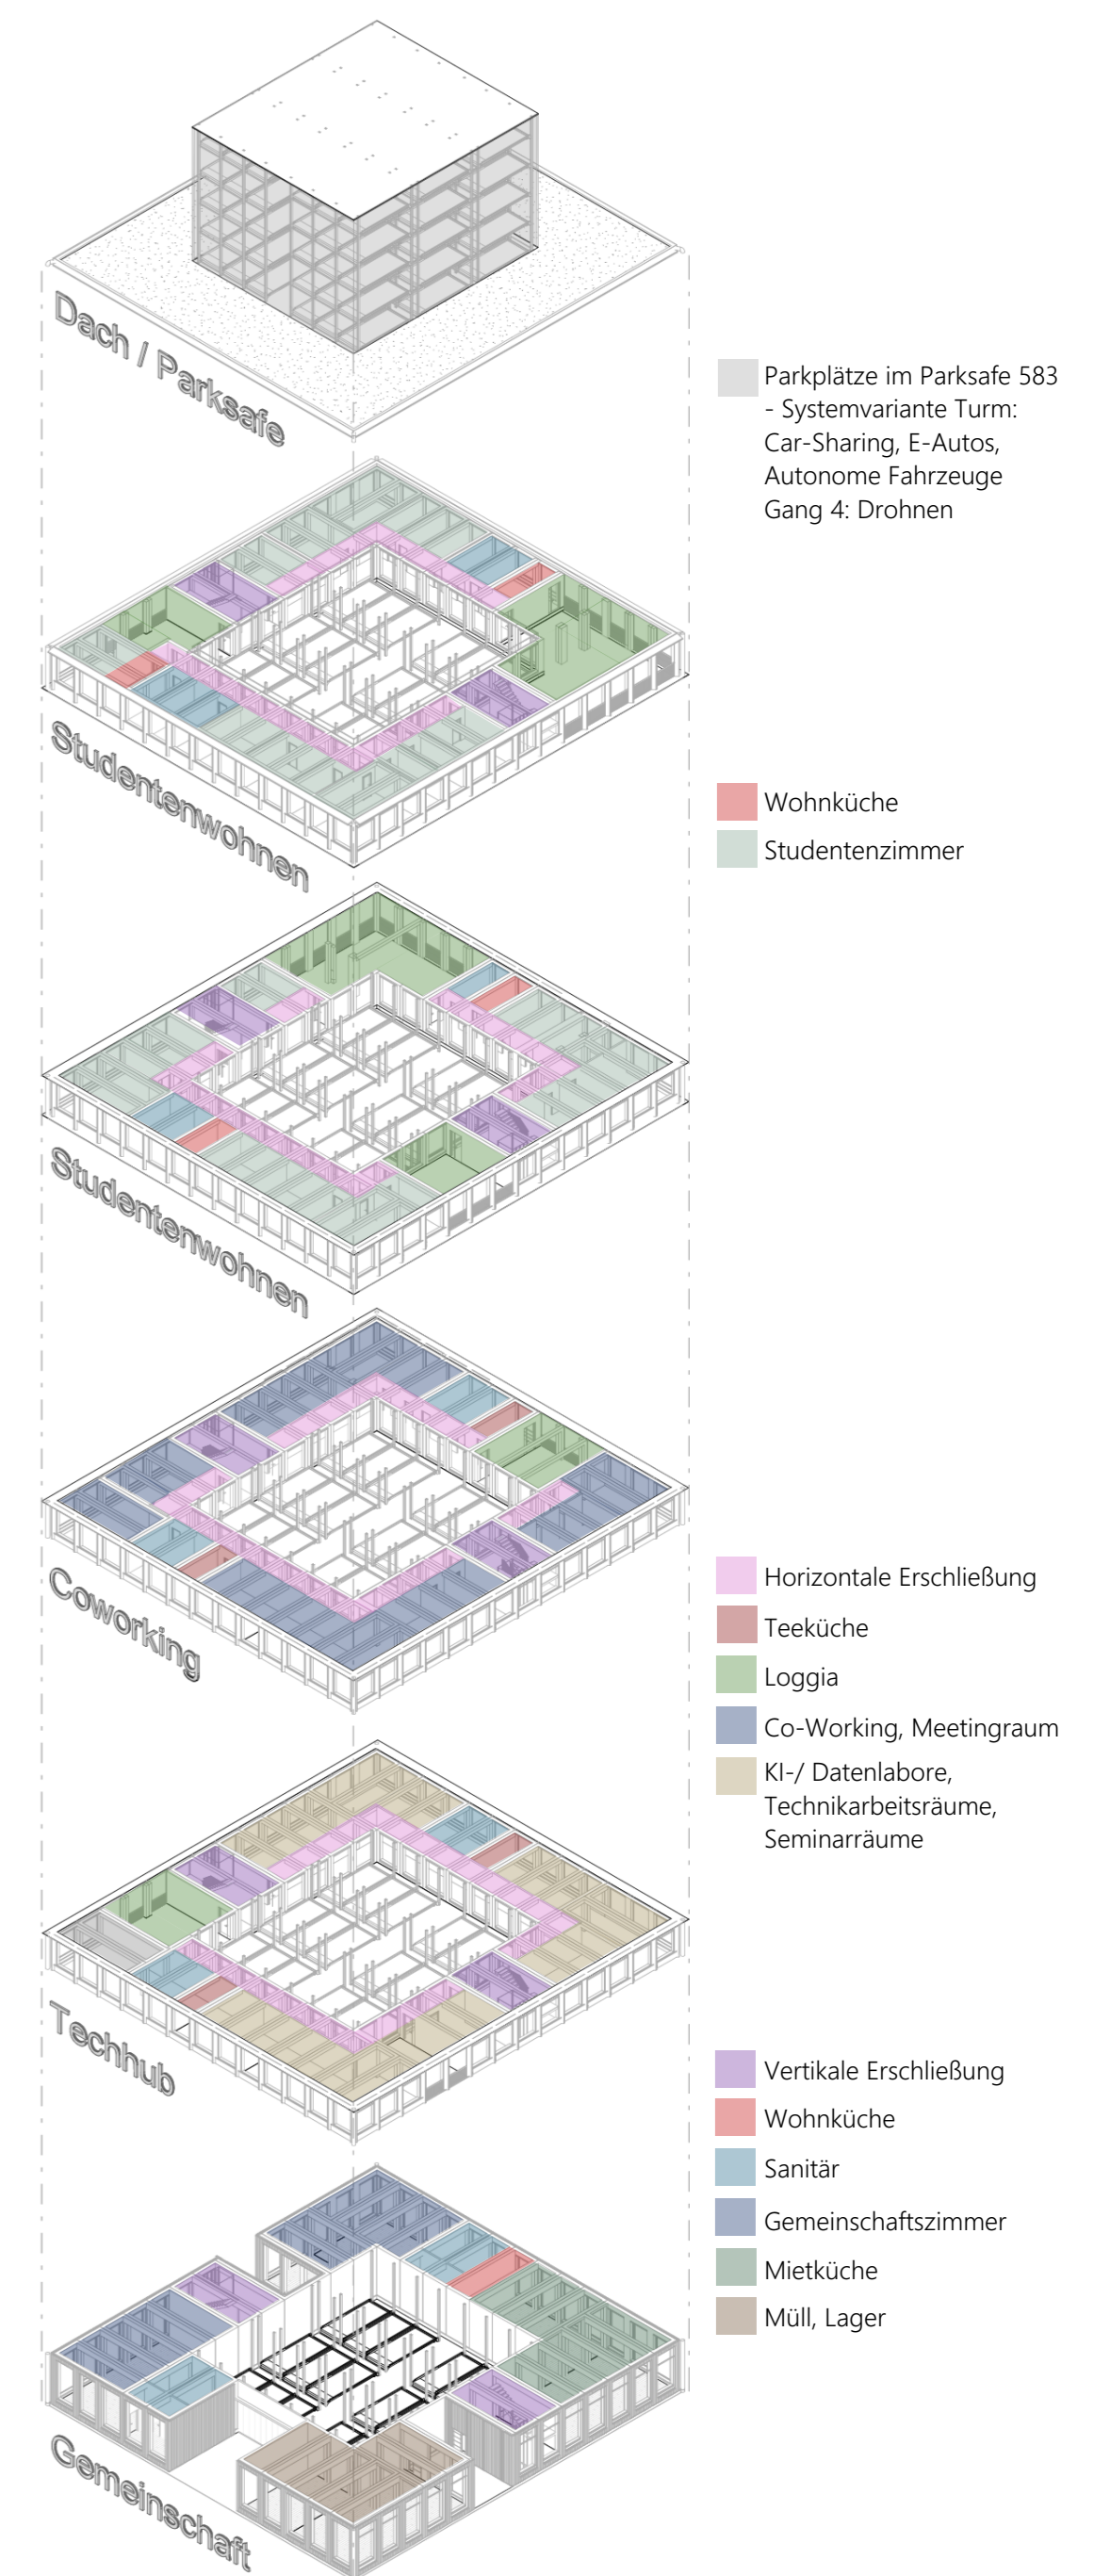 Dach / Parksafe
Parkplätze im Parksafe 583
- Systemvariante Turm:
Car-Sharing, E-Autos,
Autonome Fahrzeuge
Gang 4: Drohnen
Studentenwohnen
Wohnküche
Studentenzimmer
Studentenwohnen
Coworking
Horizontale Erschließung
Teeküche
Loggia
Co-Working, Meetingraum
KI-/ Datenlabore,
Technikarbeitsräume,
Seminarräume
Techhub
Vertikale Erschließung
Wohnküche
Sanitär
Gemeinschaftszimmer
Mietküche
Müll, Lager
Gemeinschaft